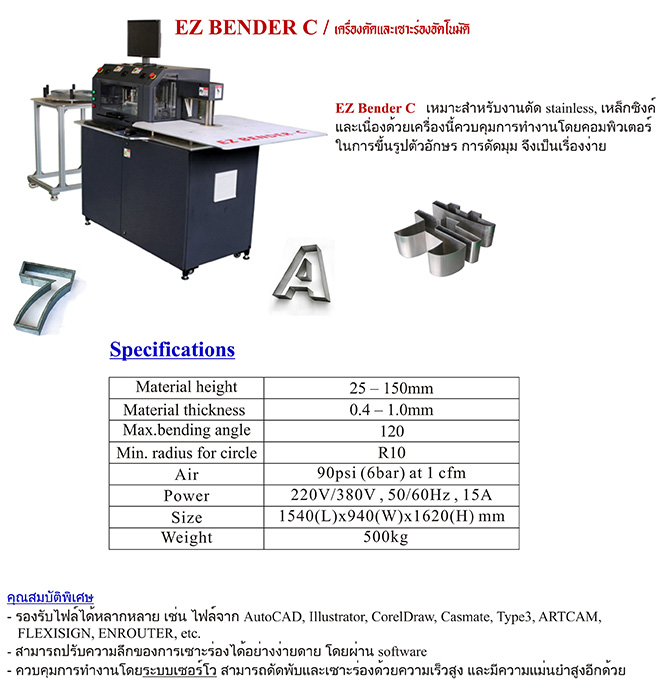 EZ BENDER C / เครื่องดัดและเซาะร่องอัตโนมัติ
EZ BENDER C
EZ Bender C เหมาะสำหรับงานดัด stainless, เหล็กซิงค์
และเนื่องด้วยเครื่องนี้ควบคุมการทำงานโดยคอมพิวเตอร์
ในการขึ้นรูปตัวอักษร การดัดมุม จึงเป็นเรื่องง่าย
Specifications
Material height 25 – 150mm
Material thickness 0.4 – 1.0mm
Max.bending angle 120
Min. radius for circle R10
Air 90psi (6bar) at 1 cfm
Power 220V/380V , 50/60Hz , 15A
Size 1540(L)x940(W)x1620(H) mm
Weight 500kg
คุณสมบัติพิเศษ
- รองรับไฟล์ได้หลากหลาย เช่น ไฟล์จาก AutoCAD, Illustrator, CorelDraw, Casmate, Type3, ARTCAM,
FLEXISIGN, ENROUTER, etc.
- สามารถปรับความลึกของการเซาะร่องได้อย่างง่ายดาย โดยผ่าน software
- ควบคุมการทำงานโดยระบบเซอร์โว สามารถดัดพับและเซาะร่องด้วยความเร็วสูง และมีความแม่นยำสูงอีกด้วย